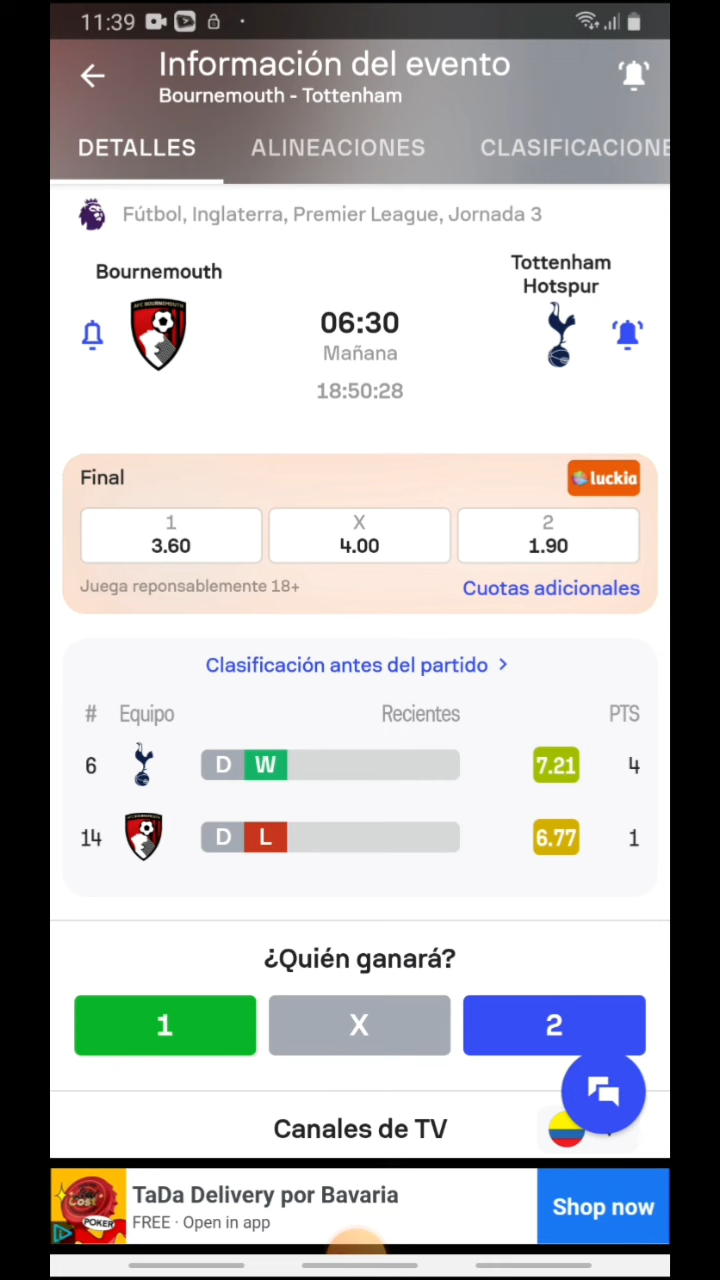 11:39
Información del evento
Bournemouth - Tottenham
DETALLES
ALINEACIONES
CLASIFICACIONE
Fútbol, Inglaterra, Premier League, Jornada 3
Bournemouth
Tottenham
Hotspur
06:30
Mañana
18:50:28
Final
luckia
1
3.60
X
4.00
2
1.90
Juega reponsablemente 18+
Cuotas adicionales
Clasificación antes del partido >
# Equipo Recientes PTS
6 D W 7.21 4
14 D L 6.77 1
¿Quién ganará?
1 X 2
Canales de TV
TaDa Delivery por Bavaria
FREE · Open in app
Shop now
POKER